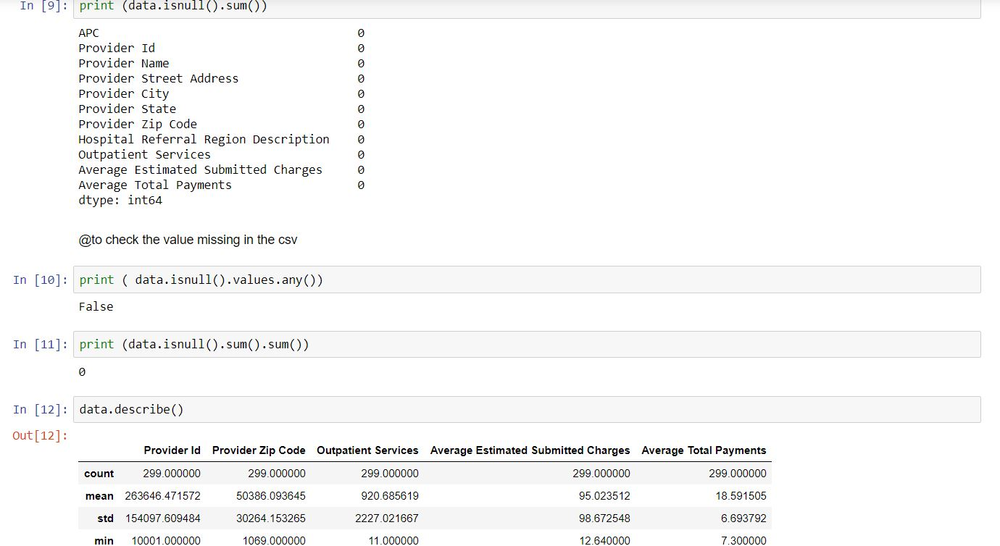 In [9]: print (data.isnull().sum())
APC 0
Provider Id 0
Provider Name 0
Provider Street Address 0
Provider City 0
Provider State 0
Provider Zip Code 0
Hospital Referral Region Description 0
Outpatient Services 0
Average Estimated Submitted Charges 0
Average Total Payments 0
dtype: int64
@to check the value missing in the csv
In [10]: print ( data.isnull().values.any())
False
In [11]: print (data.isnull().sum().sum())
0
In [12]: data.describe()
Out[12]:
Provider Id Provider Zip Code Outpatient Services Average Estimated Submitted Charges Average Total Payments
count 299.000000 299.000000 299.000000 299.000000 299.000000
mean 263646.471572 50386.093645 920.685619 95.023512 18.591505
std 154097.609484 30264.153265 2227.021667 98.672548 6.693792
min 10001.000000 1069.000000 11.000000 12.640000 7.300000